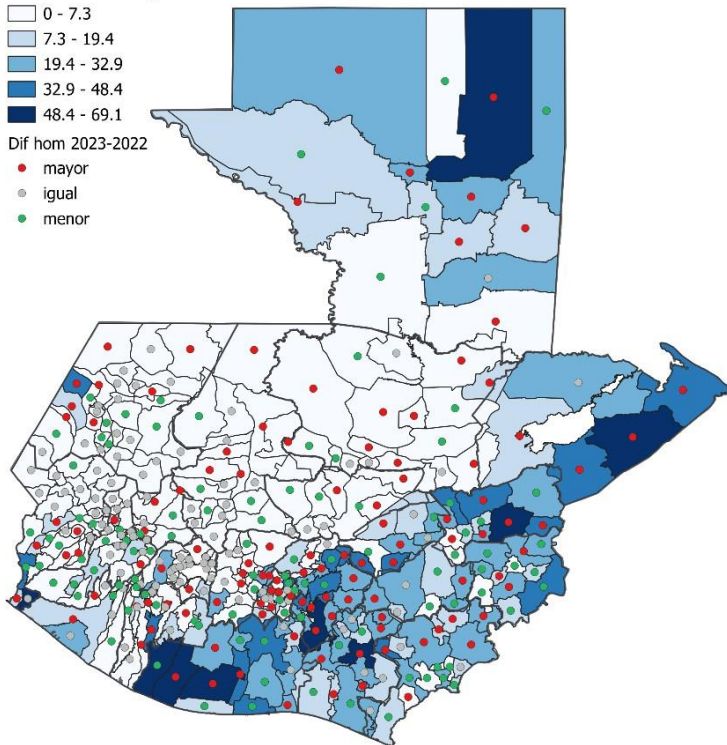 0 - 7.3
7.3 - 19.4
19.4 - 32.9
32.9 - 48.4
48.4 - 69.1
Dif hom 2023-2022
mayor
igual
menor